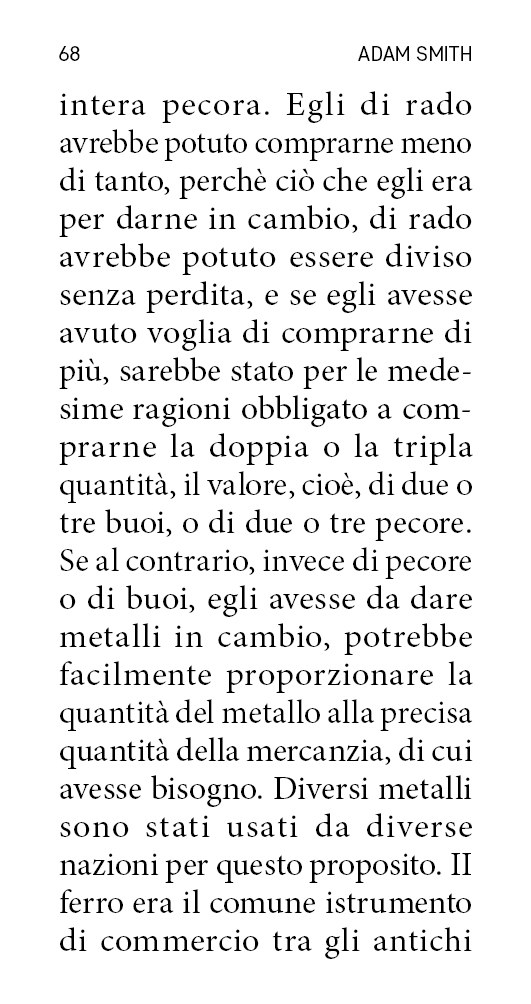 68 ADAM SMITH
intera pecora. Egli di rado
avrebbe potuto comprarne meno
di tanto, perchè ciò che egli era
per darne in cambio, di rado
avrebbe potuto essere diviso
senza perdita, e se egli avesse
avuto voglia di comprarne di
più, sarebbe stato per le mede-
sime ragioni obbligato a com-
prarne la doppia o la tripla
quantità, il valore, cioè, di due o
tre buoi, o di due o tre pecore.
Se al contrario, invece di pecore
o di buoi, egli avesse da dare
metalli in cambio, potrebbe
facilmente proporzionare la
quantità del metallo alla precisa
quantità della mercanzia, di cui
avesse bisogno. Diversi metalli
sono stati usati da diverse
nazioni per questo proposito. II
ferro era il comune istrumento
di commercio tra gli antichi